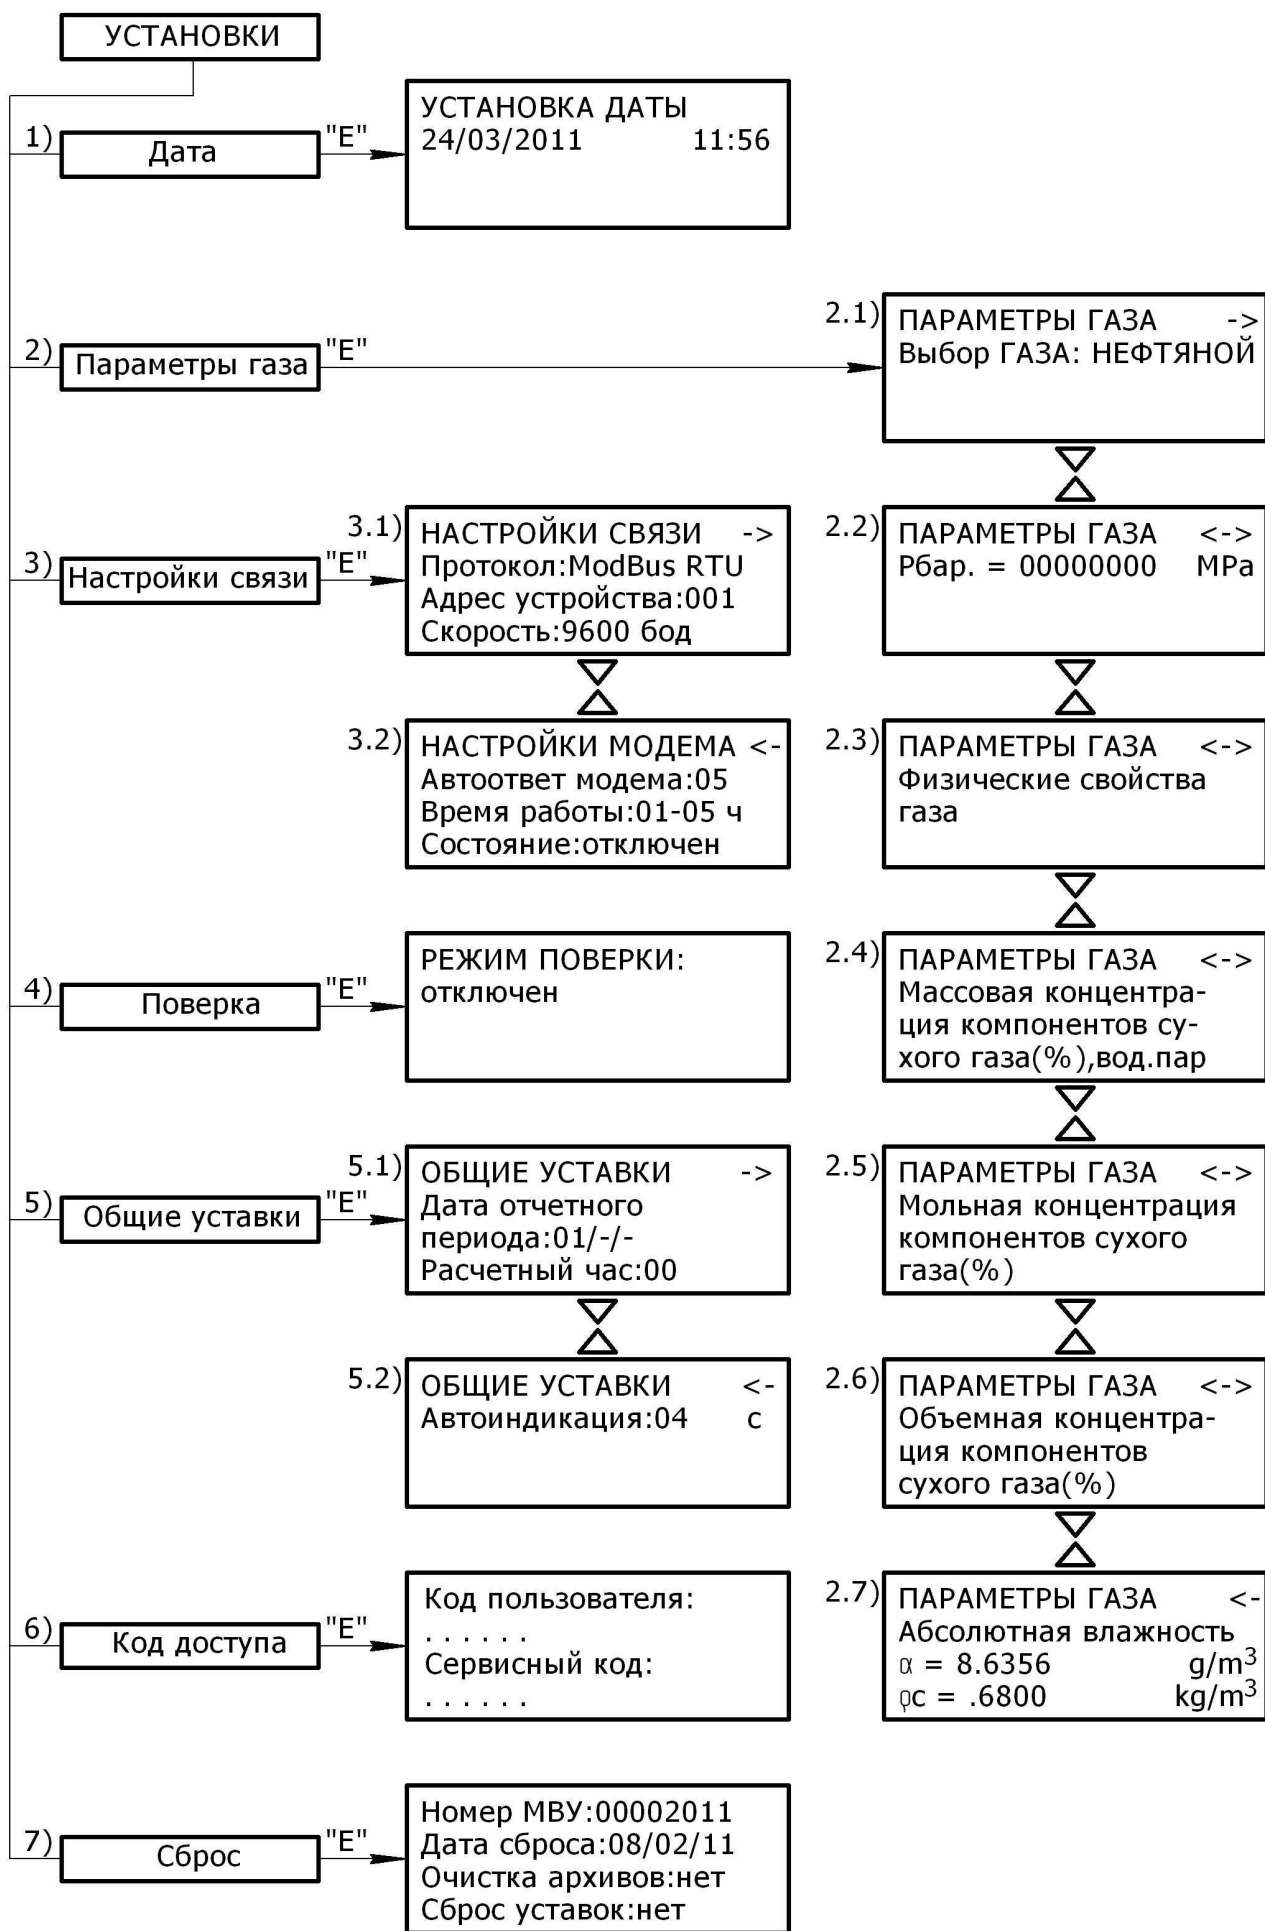 УСТАНОВКИ
1)
Дата
"E"
УСТАНОВКА ДАТЫ
24/03/2011 11:56
2)
Параметры газа
"E"
2.1)
ПАРАМЕТРЫ ГАЗА ->
Выбор ГАЗА: НЕФТЯНОЙ
2.2)
ПАРАМЕТРЫ ГАЗА <->
Рбар. = 00000000 MPa
2.3)
ПАРАМЕТРЫ ГАЗА <->
Физические свойства
газа
2.4)
ПАРАМЕТРЫ ГАЗА <->
Массовая концентра-
ция компонентов су-
хого газа(%),вод.пар
2.5)
ПАРАМЕТРЫ ГАЗА <->
Мольная концентрация
компонентов сухого
газа(%)
2.6)
ПАРАМЕТРЫ ГАЗА <->
Объемная концентра-
ция компонентов
сухого газа(%)
2.7)
ПАРАМЕТРЫ ГАЗА <-
Абсолютная влажность
α = 8.6356 g/m³
ρс = .6800 kg/m³
3)
Настройки связи
"E"
3.1)
НАСТРОЙКИ СВЯЗИ ->
Протокол:ModBus RTU
Адрес устройства:001
Скорость:9600 бод
3.2)
НАСТРОЙКИ МОДЕМА <-
Автоответ модема:05
Время работы:01-05 ч
Состояние:отключен
4)
Поверка
"E"
РЕЖИМ ПОВЕРКИ:
отключен
5)
Общие уставки
"E"
5.1)
ОБЩИЕ УСТАВКИ ->
Дата отчетного
периода:01/-/-
Расчетный час:00
5.2)
ОБЩИЕ УСТАВКИ <-
Автоиндикация:04 с
6)
Код доступа
"E"
Код пользователя:
. . . . . .
Сервисный код:
. . . . . .
7)
Сброс
"E"
Номер МВУ:00002011
Дата сброса:08/02/11
Очистка архивов:нет
Сброс уставок:нет